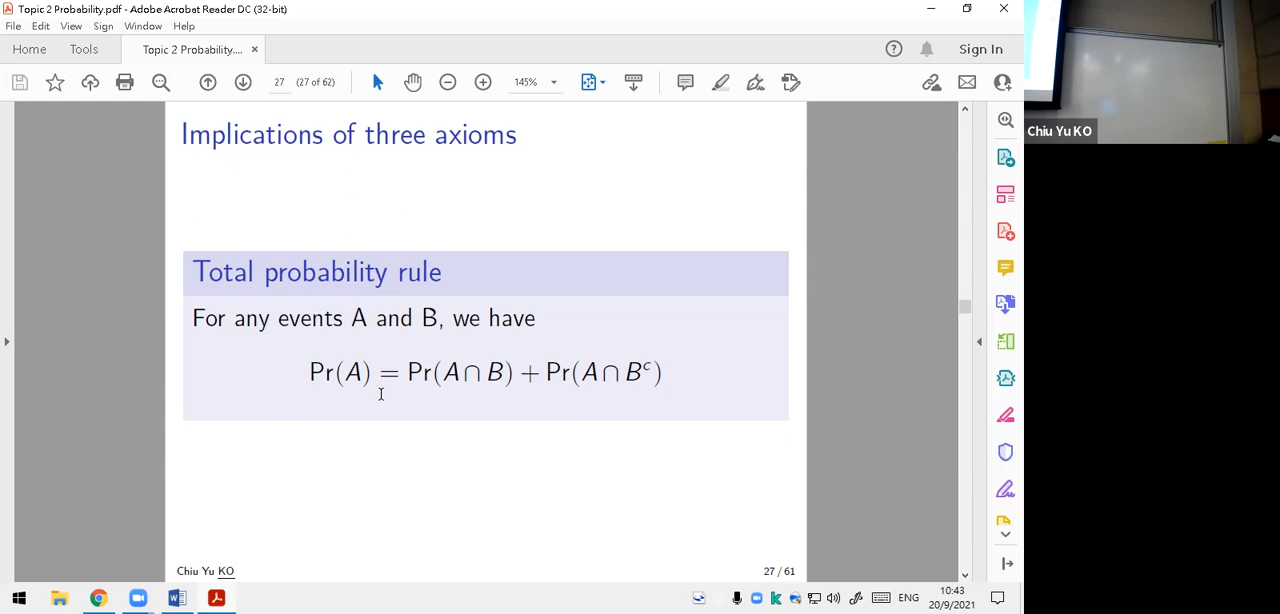 Topic 2 Probability.pdf - Adobe Acrobat Reader DC (32-bit)
File Edit View Sign Window Help
Home Tools Topic 2 Probability.... × Sign In
27 (27 of 62) 145%
Chiu Yu KO
Implications of three axioms
Total probability rule
For any events A and B, we have
Pr(A) = Pr(A ∩ B) + Pr(A ∩ Bᶜ)
Chiu Yu KO 27 / 61
ENG 10:43
20/9/2021